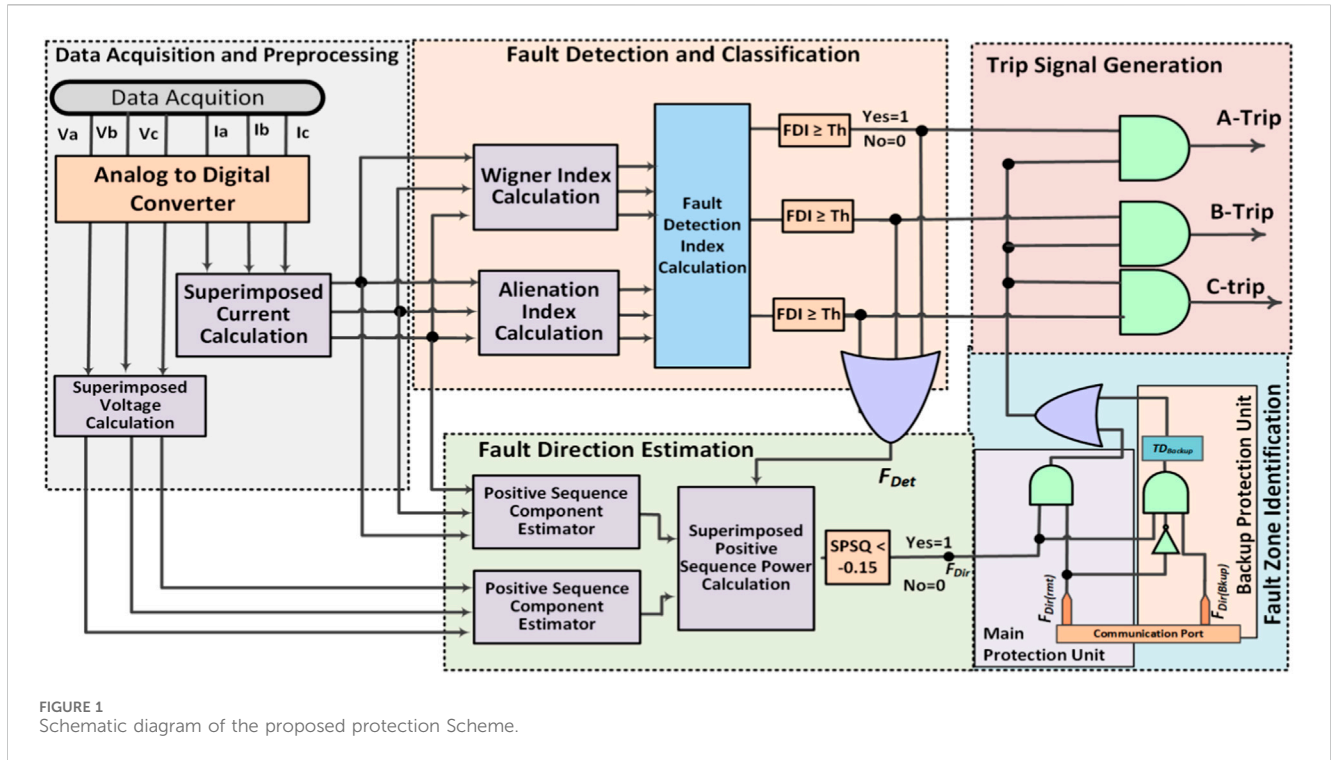 Data Acquisition and Preprocessing
Data Acquition
Va
Vb
Vc
Ia
Ib
Ic
Analog to Digital
Converter
Superimposed
Current
Calculation
Superimposed
Voltage
Calculation
Fault Detection and Classification
Wigner Index
Calculation
Alienation
Index
Calculation
Fault
Detection
Index
Calculation
FDI ≥ Th
Yes=1
No=0
FDI ≥ Th
FDI ≥ Th
Trip Signal Generation
A-Trip
B-Trip
C-trip
Fault Direction Estimation
FDet
Positive Sequence
Component
Estimator
Positive Sequence
Component
Estimator
Superimposed
Positive
Sequence Power
Calculation
SPSQ <
-0.15
Yes=1
FDir
No=0
TDBackup
FDir(rmt)
FDir(Bkup)
Communication Port
Main
Protection Unit
Backup Protection Unit
Fault Zone Identification
FIGURE 1
Schematic diagram of the proposed protection Scheme.